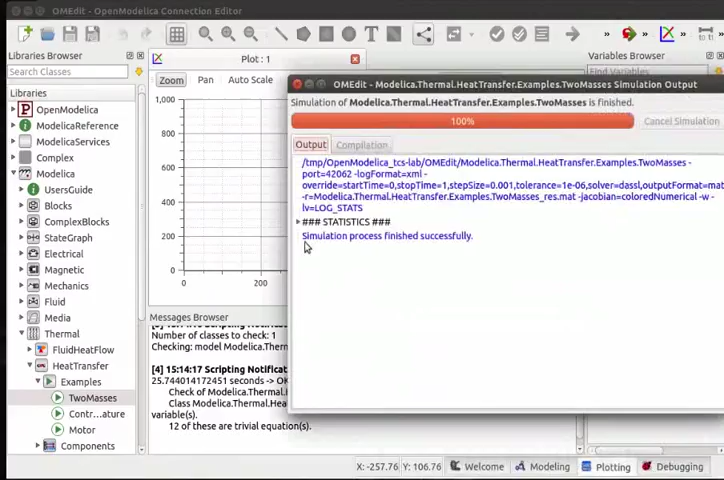 OMEdit - OpenModelica Connection Editor
Libraries Browser
Search Classes
Libraries
OpenModelica
ModelicaReference
ModelicaServices
Complex
Modelica
UsersGuide
Blocks
ComplexBlocks
StateGraph
Electrical
Magnetic
Mechanics
Fluid
Media
Thermal
FluidHeatFlow
HeatTransfer
Examples
TwoMasses
Contr...ature
Motor
Components
Plot : 1
Zoom
Pan
Auto Scale
1,000
800
600
400
200
0
0
200
Variables Browser
OMEdit - Modelica.Thermal.HeatTransfer.Examples.TwoMasses Simulation Output
Simulation of Modelica.Thermal.HeatTransfer.Examples.TwoMasses is finished.
100%
Cancel Simulation
Output
Compilation
/tmp/OpenModelica_tcs-lab/OMEdit/Modelica.Thermal.HeatTransfer.Examples.TwoMasses -
port=42062 -logFormat=xml -
override=startTime=0,stopTime=1,stepSize=0.001,tolerance=1e-06,solver=dassl,outputFormat=mat
-r=Modelica.Thermal.HeatTransfer.Examples.TwoMasses_res.mat -jacobian=coloredNumerical -w -
lv=LOG_STATS
### STATISTICS ###
Simulation process finished successfully.
Messages Browser
Number of classes to check: 1
Checking: model Modelica.Therm
[4] 15:14:17 Scripting Notificat
25.744014172451 seconds -> OK
Check of Modelica.Thermal.He
Class Modelica.Thermal.Hea
variable(s).
12 of these are trivial equation(s).
X: -257.76
Y: 106.76
Welcome
Modeling
Plotting
Debugging